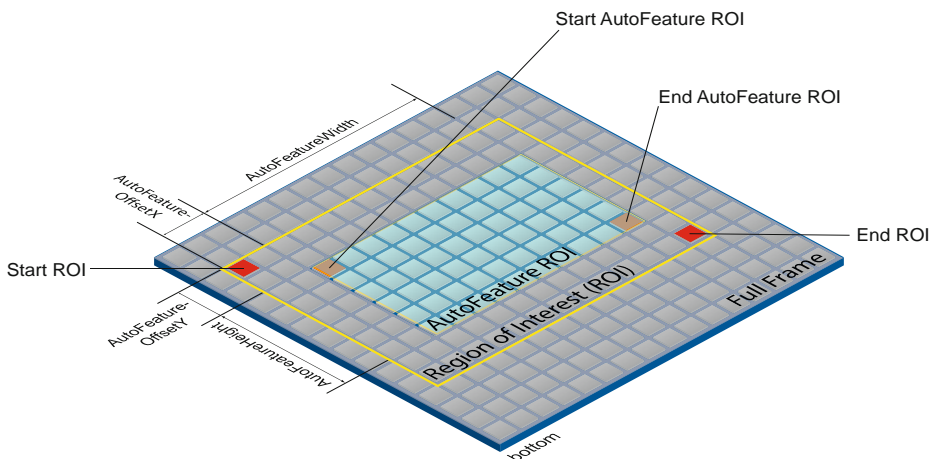 Start AutoFeature ROI
End AutoFeature ROI
AutoFeatureWidth
AutoFeature-
OffsetX
Start ROI
End ROI
AutoFeature-
OffsetY
AutoFeatureHeight
AutoFeature ROI
Region of Interest (ROI)
Full Frame
bottom